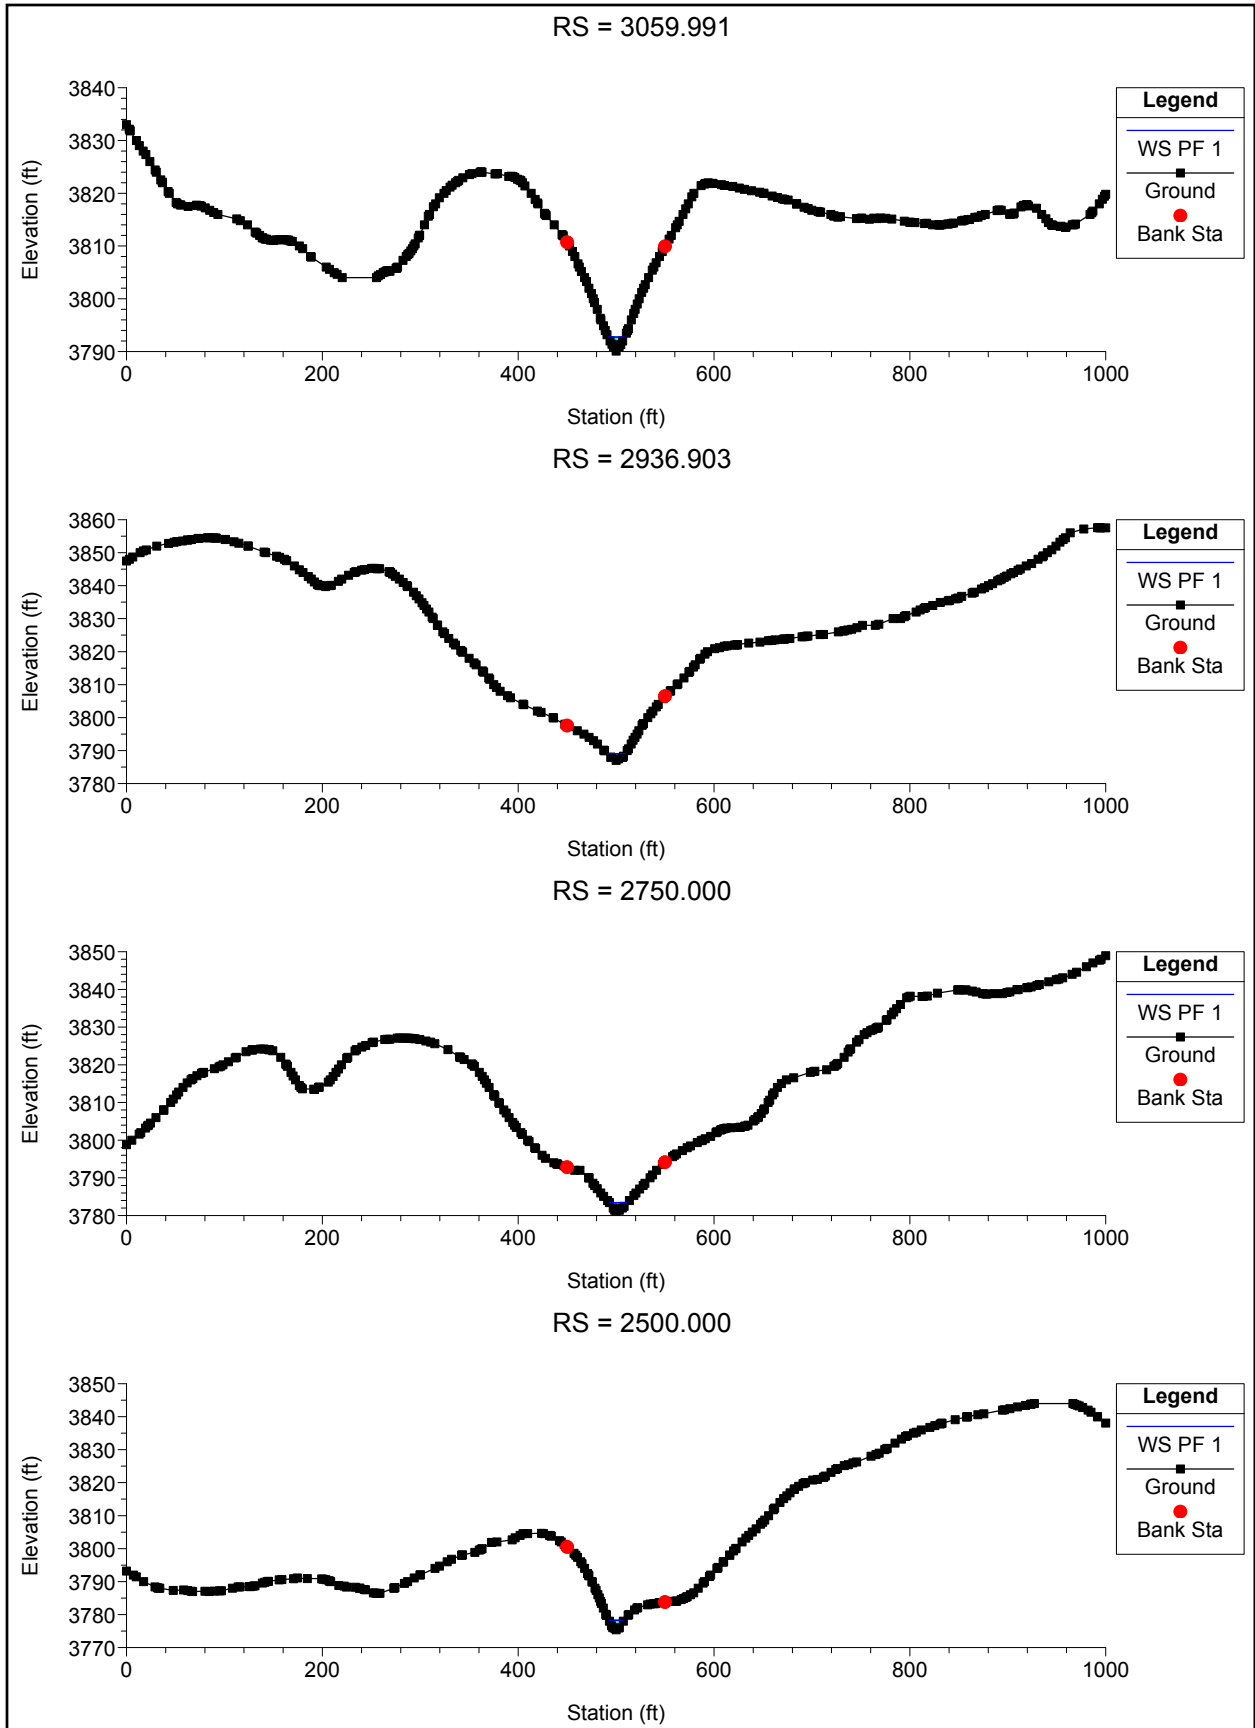 RS = 3059.991
3840
3830
3820
3810
3800
3790
Elevation (ft)
0 200 400 600 800 1000
Station (ft)
Legend
WS PF 1
Ground
Bank Sta
RS = 2936.903
3860
3850
3840
3830
3820
3810
3800
3790
3780
Elevation (ft)
0 200 400 600 800 1000
Station (ft)
Legend
WS PF 1
Ground
Bank Sta
RS = 2750.000
3850
3840
3830
3820
3810
3800
3790
3780
Elevation (ft)
0 200 400 600 800 1000
Station (ft)
Legend
WS PF 1
Ground
Bank Sta
RS = 2500.000
3850
3840
3830
3820
3810
3800
3790
3780
3770
Elevation (ft)
0 200 400 600 800 1000
Station (ft)
Legend
WS PF 1
Ground
Bank Sta